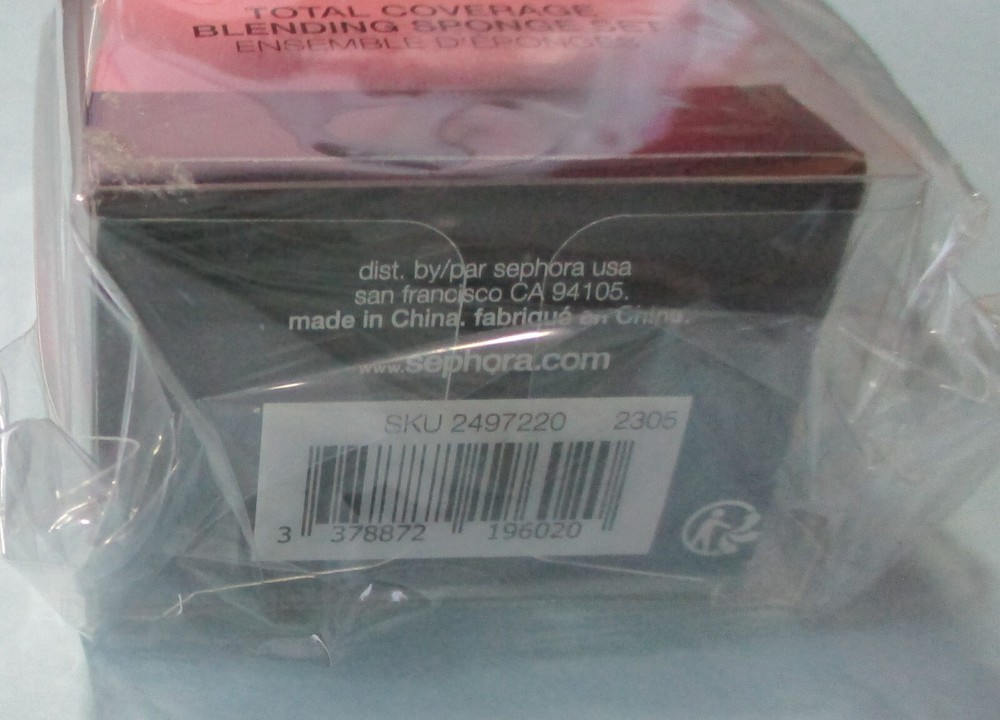 TOTAL COVERAGE
BLENDING SPONGE SET
ENSEMBLE D'ÉPONGES
dist. by/par sephora usa
san francisco CA 94105.
made in China. fabriqué en Chine.
www.sephora.com
SKU 2497220 2305
3 378872 196020